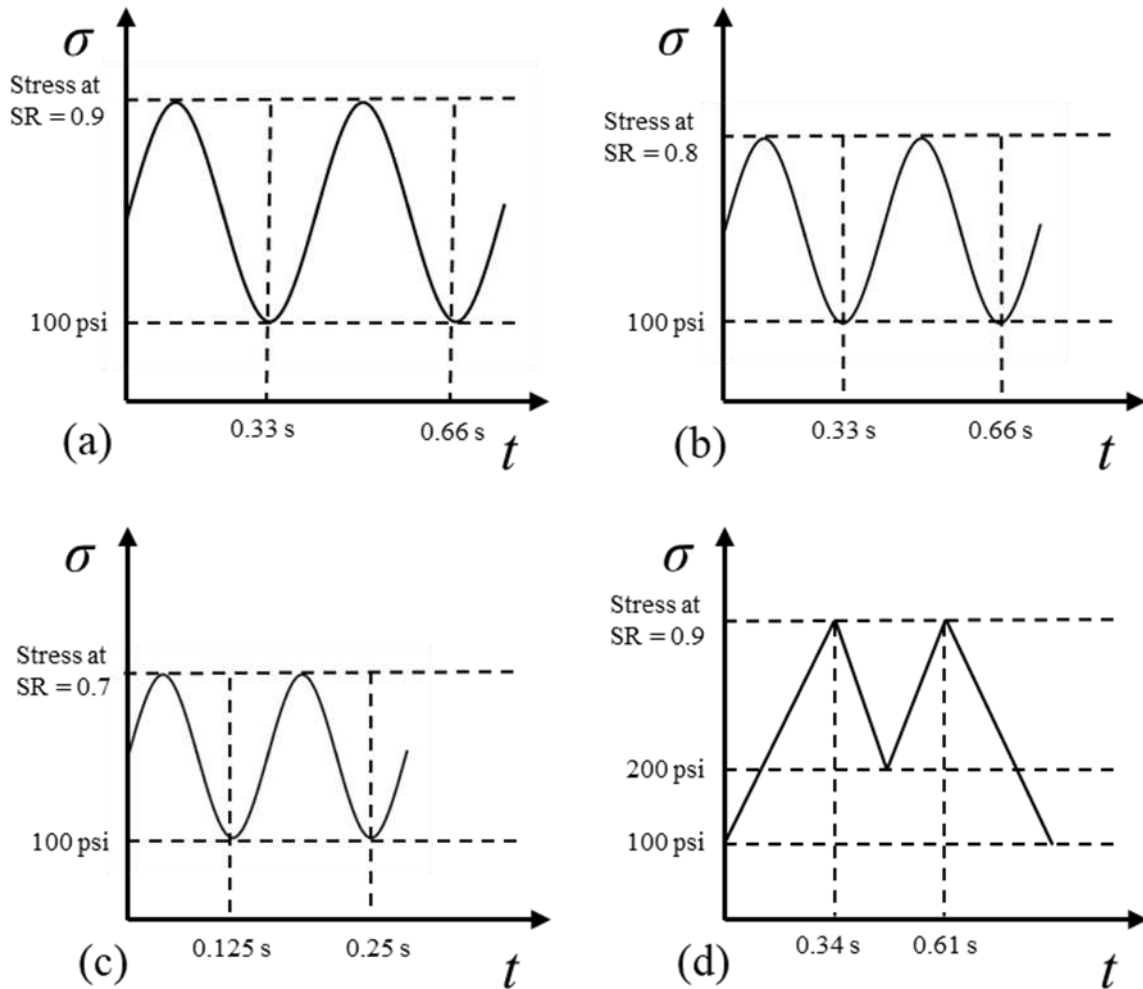 σ
Stress at
SR = 0.9
100 psi
0.33 s
0.66 s
t
(a)
σ
Stress at
SR = 0.8
100 psi
0.33 s
0.66 s
t
(b)
σ
Stress at
SR = 0.7
100 psi
0.125 s
0.25 s
t
(c)
σ
Stress at
SR = 0.9
200 psi
100 psi
0.34 s
0.61 s
t
(d)